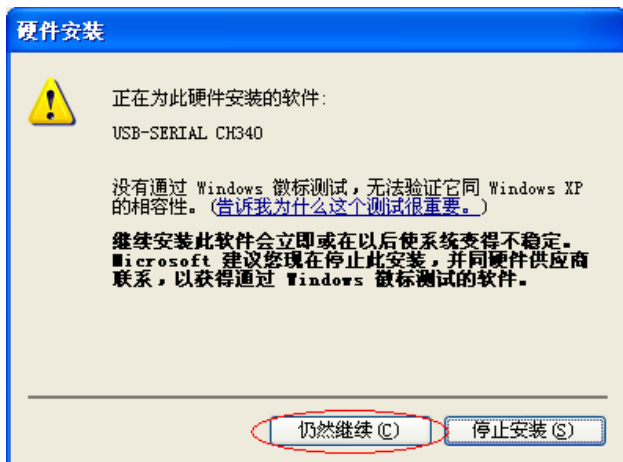 硬件安装
正在为此硬件安装的软件:
USB-SERIAL CH340
没有通过 Windows 徽标测试，无法验证它同 Windows XP
的相容性。(告诉我为什么这个测试很重要。)
继续安装此软件会立即或在以后使系统变得不稳定。
Microsoft 建议您现在停止此安装，并同硬件供应商
联系，以获得通过 Windows 徽标测试的软件。
仍然继续(C)
停止安装(S)